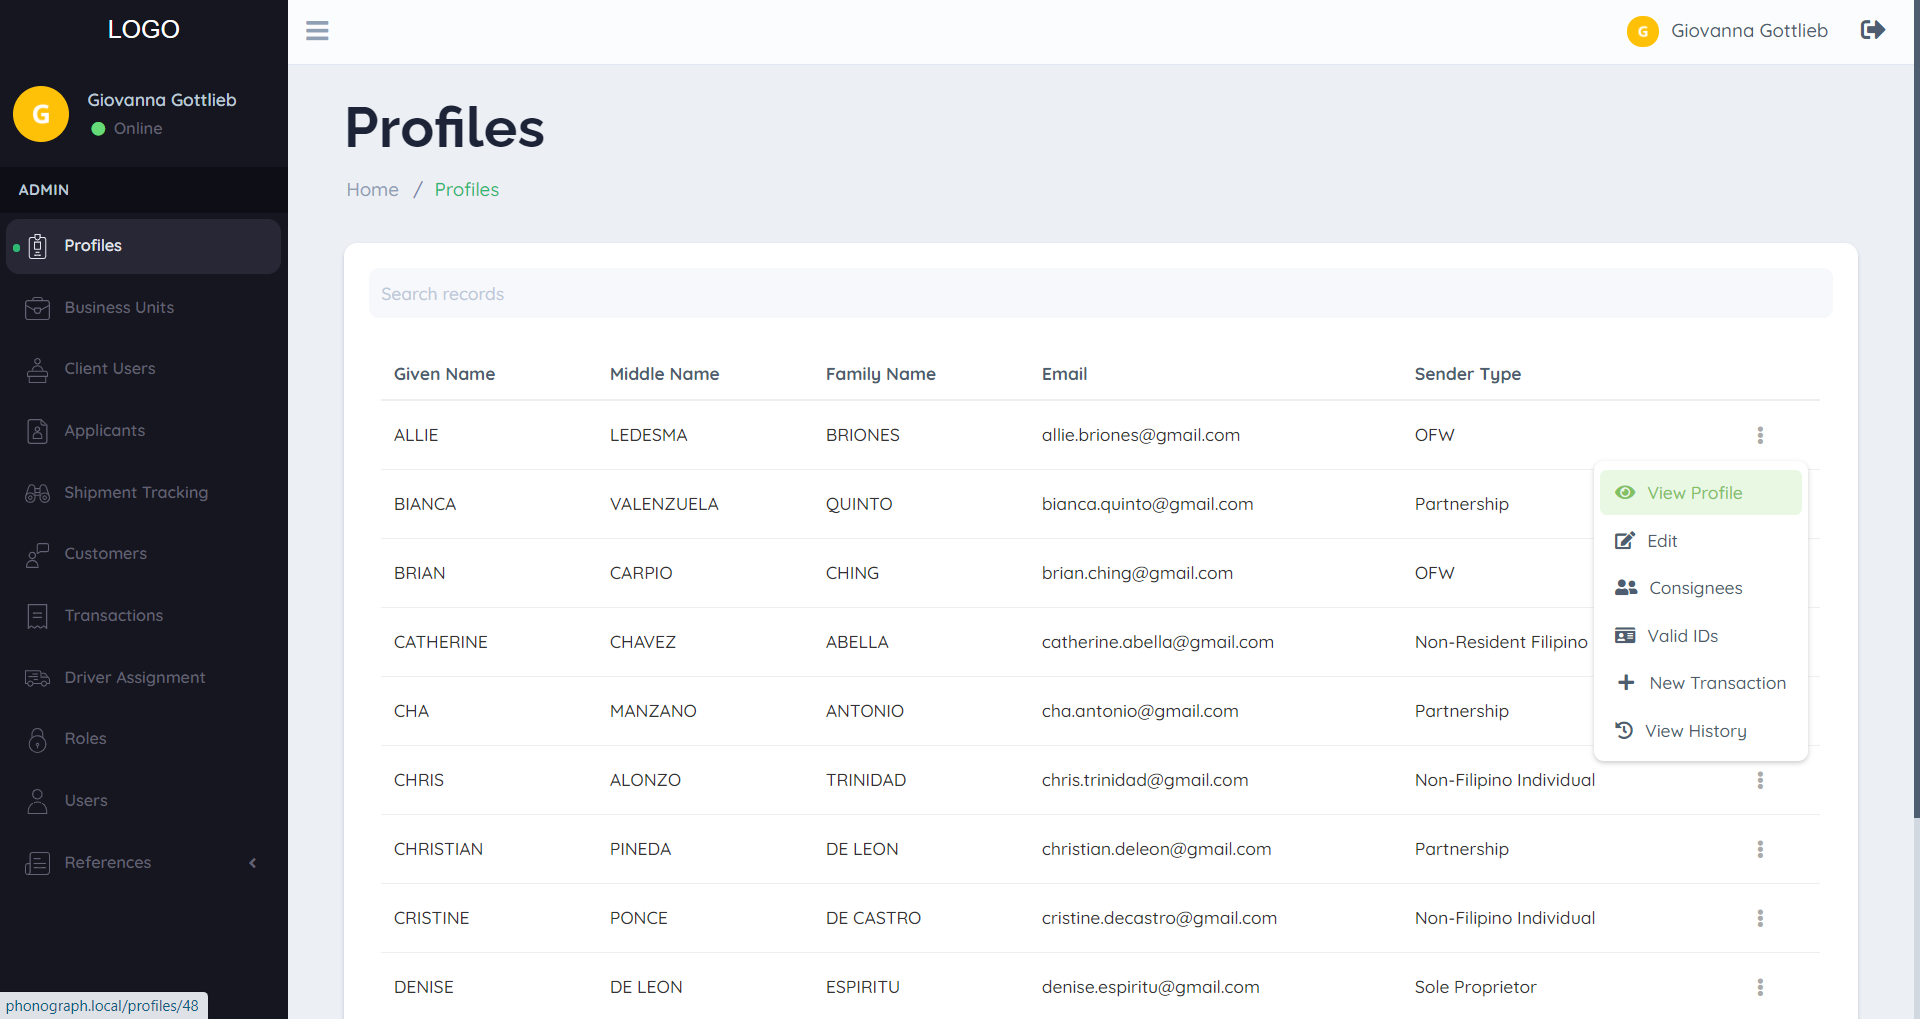 LOGO
G
Giovanna Gottlieb
G
Giovanna Gottlieb
Online
ADMIN
Profiles
Business Units
Client Users
Applicants
Shipment Tracking
Customers
Transactions
Driver Assignment
Roles
Users
References
Profiles
Home / Profiles
Search records
Given Name Middle Name Family Name Email Sender Type
ALLIE LEDESMA BRIONES allie.briones@gmail.com OFW
BIANCA VALENZUELA QUINTO bianca.quinto@gmail.com Partnership
BRIAN CARPIO CHING brian.ching@gmail.com OFW
CATHERINE CHAVEZ ABELLA catherine.abella@gmail.com Non-Resident Filipino
CHA MANZANO ANTONIO cha.antonio@gmail.com Partnership
CHRIS ALONZO TRINIDAD chris.trinidad@gmail.com Non-Filipino Individual
CHRISTIAN PINEDA DE LEON christian.deleon@gmail.com Partnership
CRISTINE PONCE DE CASTRO cristine.decastro@gmail.com Non-Filipino Individual
DENISE DE LEON ESPIRITU denise.espiritu@gmail.com Sole Proprietor
View Profile
Edit
Consignees
Valid IDs
New Transaction
View History
phonograph.local/profiles/48